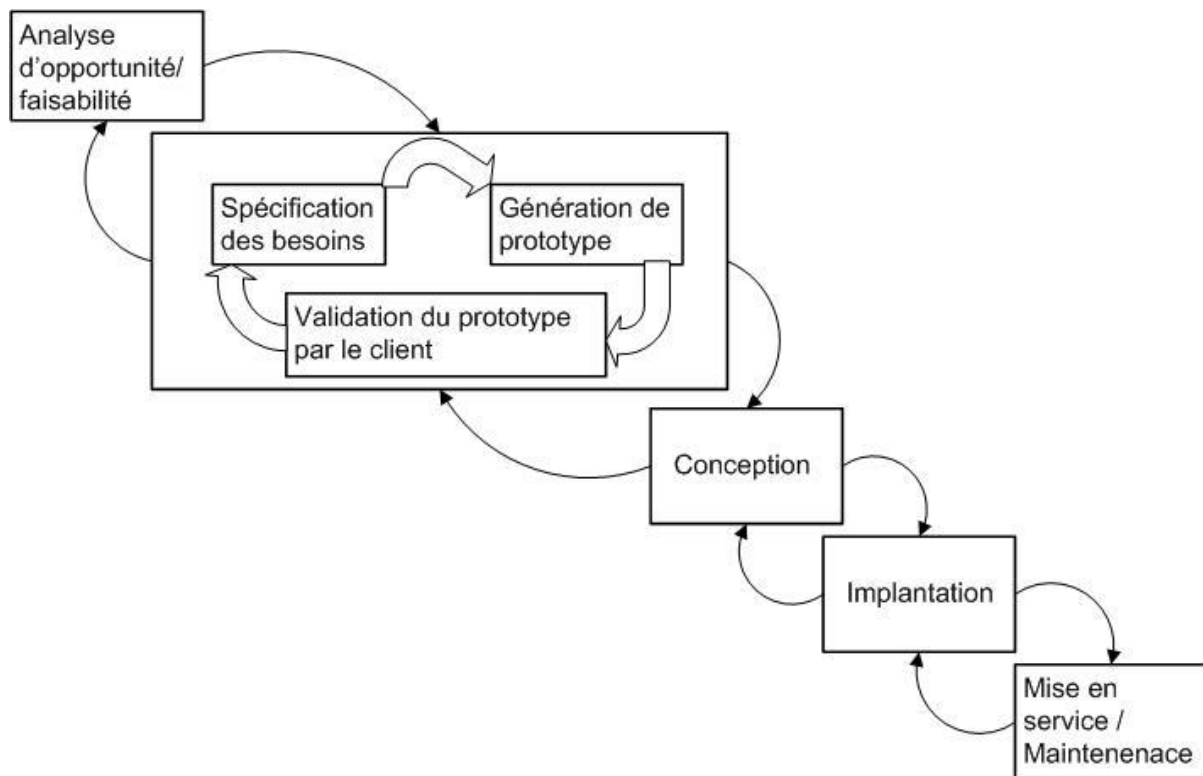 Analyse
d'opportunité/
faisabilité
Spécification
des besoins
Génération de
prototype
Validation du prototype
par le client
Conception
Implantation
Mise en
service /
Maintenenace